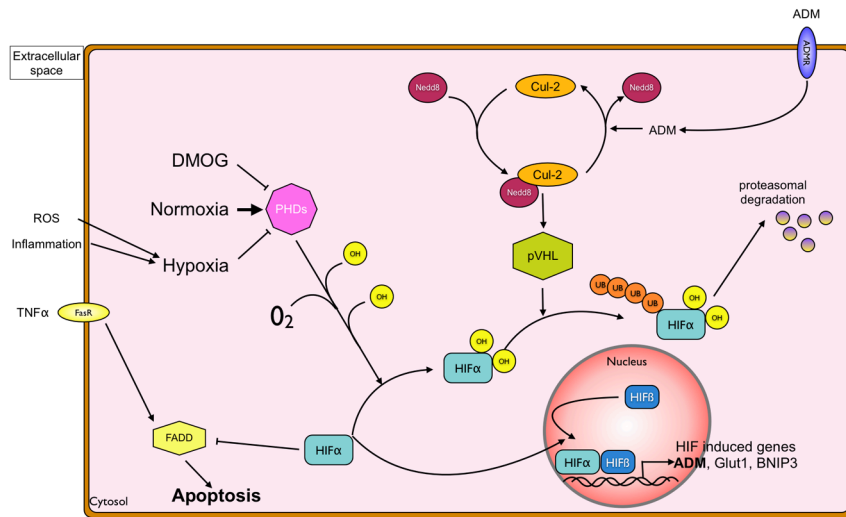 ADM
Extracellular
space
ADMR
Nedd8
Cul-2
Nedd8
ADM
DMOG
Cul-2
Nedd8
proteasomal
degradation
Normoxia
PHDs
ROS
Inflammation
Hypoxia
OH
pVHL
UB
UB
UB
UB
OH
OH
OH
TNFα
FasR
O2
HIFα
OH
OH
HIFα
Nucleus
HIFß
FADD
HIFα
HIF induced genes
HIFα
HIFß
ADM, Glut1, BNIP3
Apoptosis
Cytosol